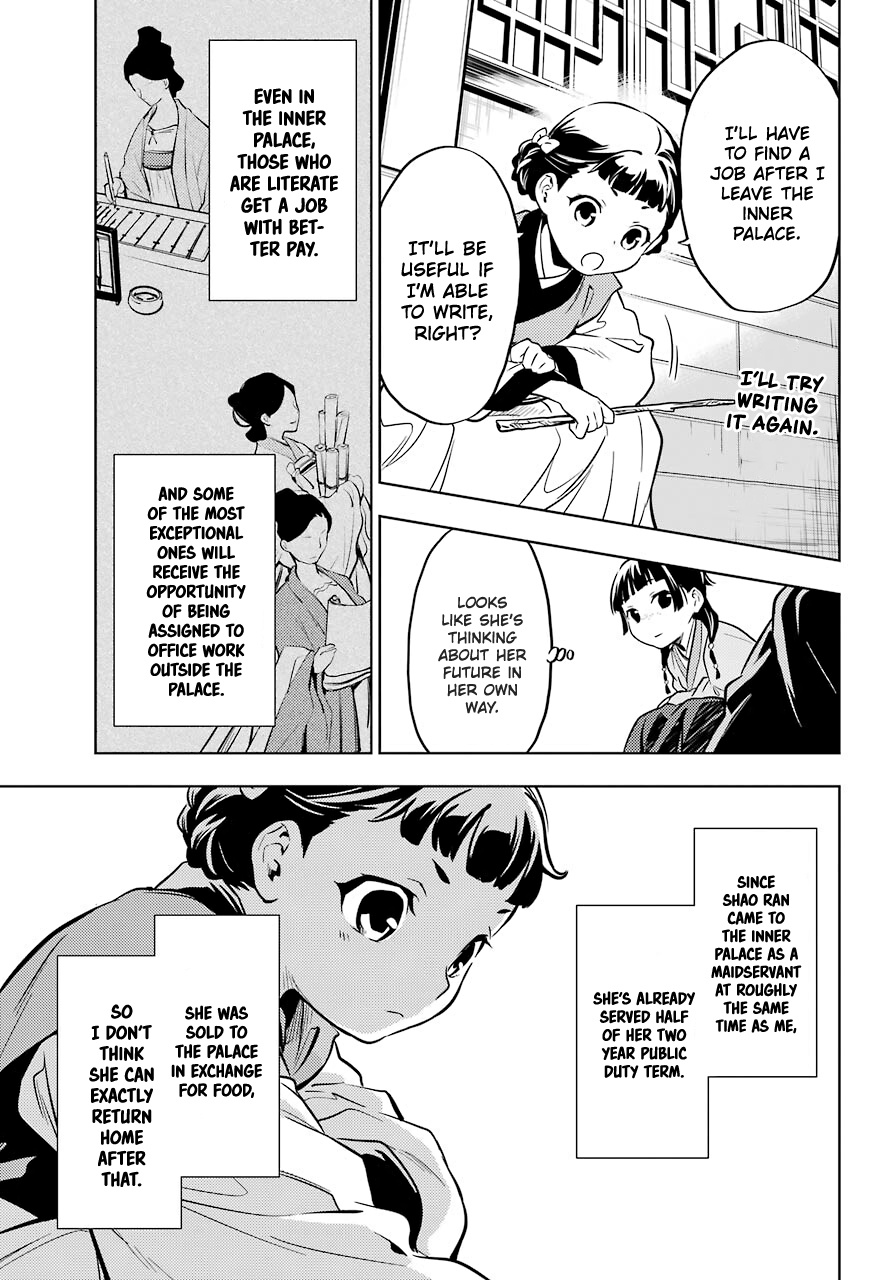 I'LL HAVE
TO FIND A
JOB AFTER I
LEAVE THE
INNER
PALACE.
IT'LL BE
USEFUL IF
I'M ABLE
TO WRITE,
RIGHT?
I'LL TRY
WRITING
IT AGAIN.
EVEN IN
THE INNER
PALACE,
THOSE WHO
ARE LITERATE
GET A JOB
WITH BET-
TER PAY.
AND SOME
OF THE MOST
EXCEPTIONAL
ONES WILL
RECEIVE THE
OPPORTUNITY
OF BEING
ASSIGNED TO
OFFICE WORK
OUTSIDE THE
PALACE.
LOOKS
LIKE SHE'S
THINKING
ABOUT HER
FUTURE IN
HER OWN
WAY.
SINCE
SHAO RAN
CAME TO
THE INNER
PALACE AS A
MAIDSERVANT
AT ROUGHLY
THE SAME
TIME AS ME,
SHE'S ALREADY
SERVED HALF
OF HER TWO
YEAR PUBLIC
DUTY TERM.
SHE WAS
SOLD TO
THE PALACE
IN EXCHANGE
FOR FOOD,
SO
I DON'T
THINK
SHE CAN
EXACTLY
RETURN
HOME
AFTER
THAT.